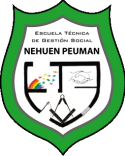 ESCUELA TÉCNICA
DE GESTIÓN SOCIAL
NEHUEN PEUMAN